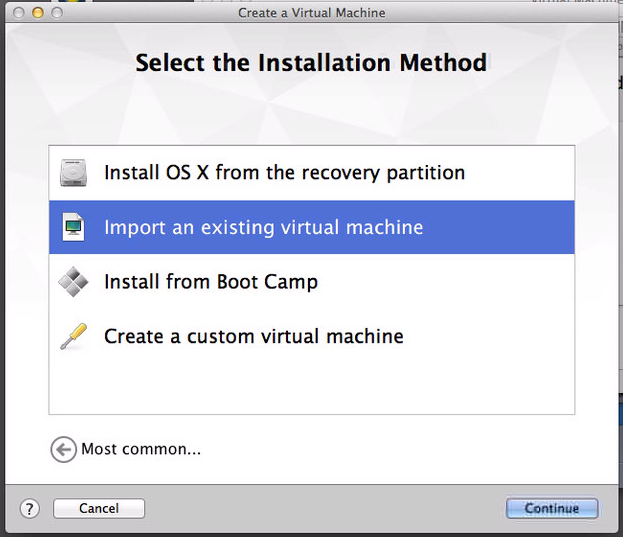 Create a Virtual Machine
Select the Installation Method
Install OS X from the recovery partition
Import an existing virtual machine
Install from Boot Camp
Create a custom virtual machine
Most common...
?
Cancel
Continue